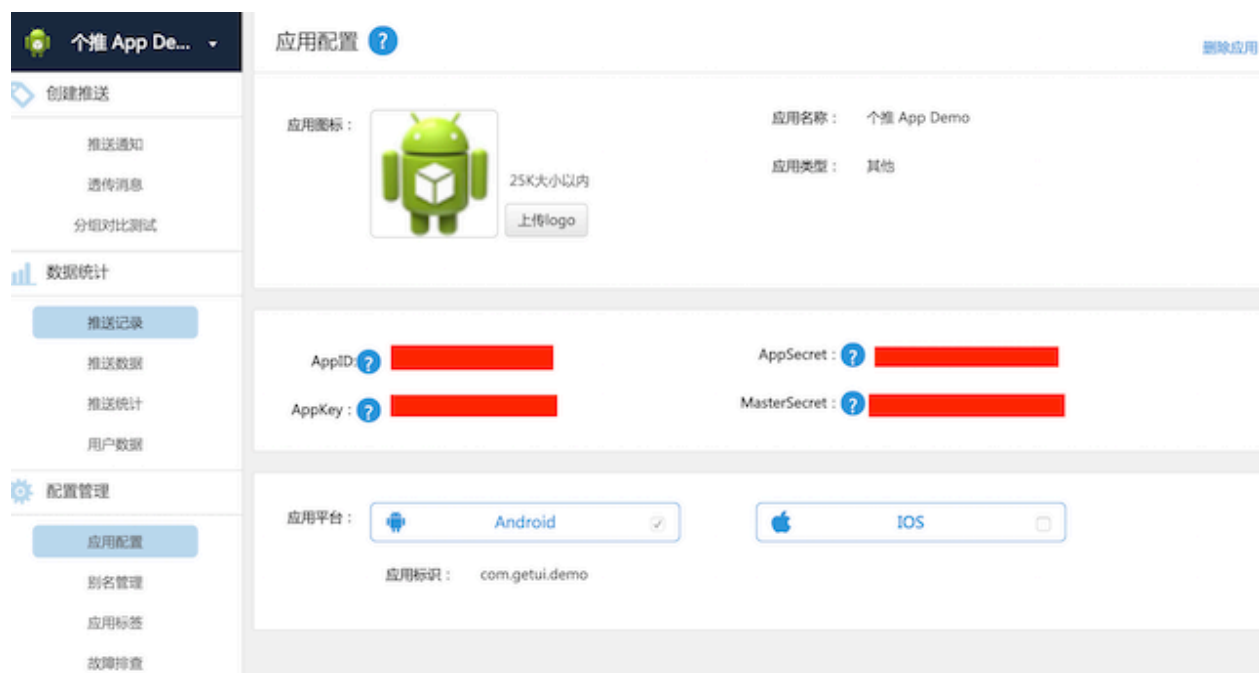 个推 App De...
创建推送
推送通知
透传消息
分组对比测试
数据统计
推送记录
推送数据
推送统计
用户数据
配置管理
应用配置
别名管理
应用标签
故障排查
应用配置 ?
删除应用
应用图标：
25K大小以内
上传logo
应用名称： 个推 App Demo
应用类型： 其他
AppID: ?
AppSecret : ?
AppKey : ?
MasterSecret : ?
应用平台： Android IOS
应用标识： com.getui.demo